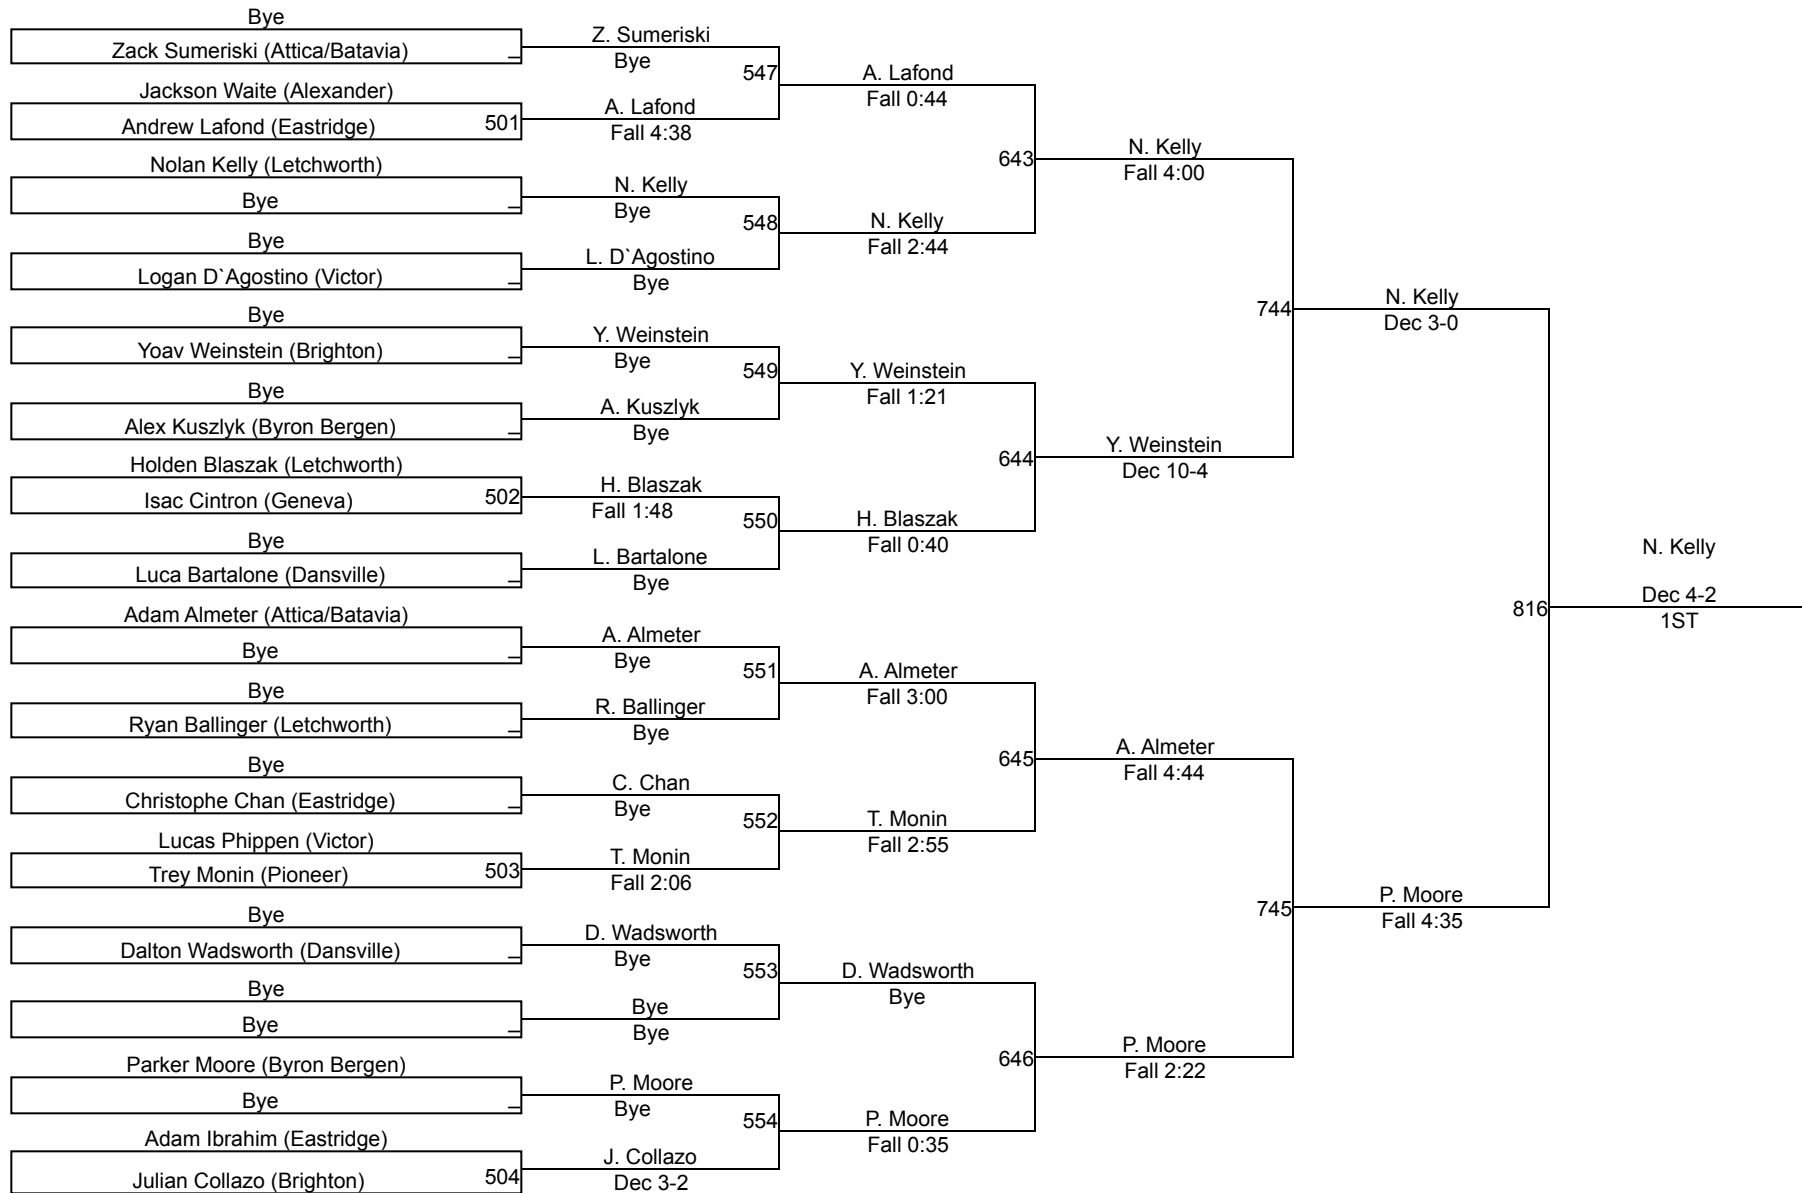 Bye
Zack Sumeriski (Attica/Batavia) _
Jackson Waite (Alexander)
Andrew Lafond (Eastridge) 501
Nolan Kelly (Letchworth)
Bye _
Bye
Logan D`Agostino (Victor) _
Bye
Yoav Weinstein (Brighton) _
Bye
Alex Kuszlyk (Byron Bergen) _
Holden Blaszak (Letchworth)
Isac Cintron (Geneva) 502
Bye
Luca Bartalone (Dansville) _
Adam Almeter (Attica/Batavia)
Bye _
Bye
Ryan Ballinger (Letchworth) _
Bye
Christophe Chan (Eastridge) _
Lucas Phippen (Victor)
Trey Monin (Pioneer) 503
Bye
Dalton Wadsworth (Dansville) _
Bye
Bye _
Parker Moore (Byron Bergen)
Bye _
Adam Ibrahim (Eastridge)
Julian Collazo (Brighton) 504
Z. Sumeriski
Bye
547
A. Lafond
Fall 4:38
N. Kelly
Bye
548
L. D`Agostino
Bye
Y. Weinstein
Bye
549
A. Kuszlyk
Bye
H. Blaszak
Fall 1:48
550
L. Bartalone
Bye
A. Almeter
Bye
551
R. Ballinger
Bye
C. Chan
Bye
552
T. Monin
Fall 2:06
D. Wadsworth
Bye
553
Bye
Bye
P. Moore
Bye
554
J. Collazo
Dec 3-2
A. Lafond
Fall 0:44
643
N. Kelly
Fall 2:44
Y. Weinstein
Fall 1:21
644
H. Blaszak
Fall 0:40
A. Almeter
Fall 3:00
645
T. Monin
Fall 2:55
D. Wadsworth
Bye
646
P. Moore
Fall 0:35
N. Kelly
Fall 4:00
744
Y. Weinstein
Dec 10-4
A. Almeter
Fall 4:44
745
P. Moore
Fall 2:22
N. Kelly
Dec 3-0
816
P. Moore
Fall 4:35
N. Kelly
Dec 4-2
1ST